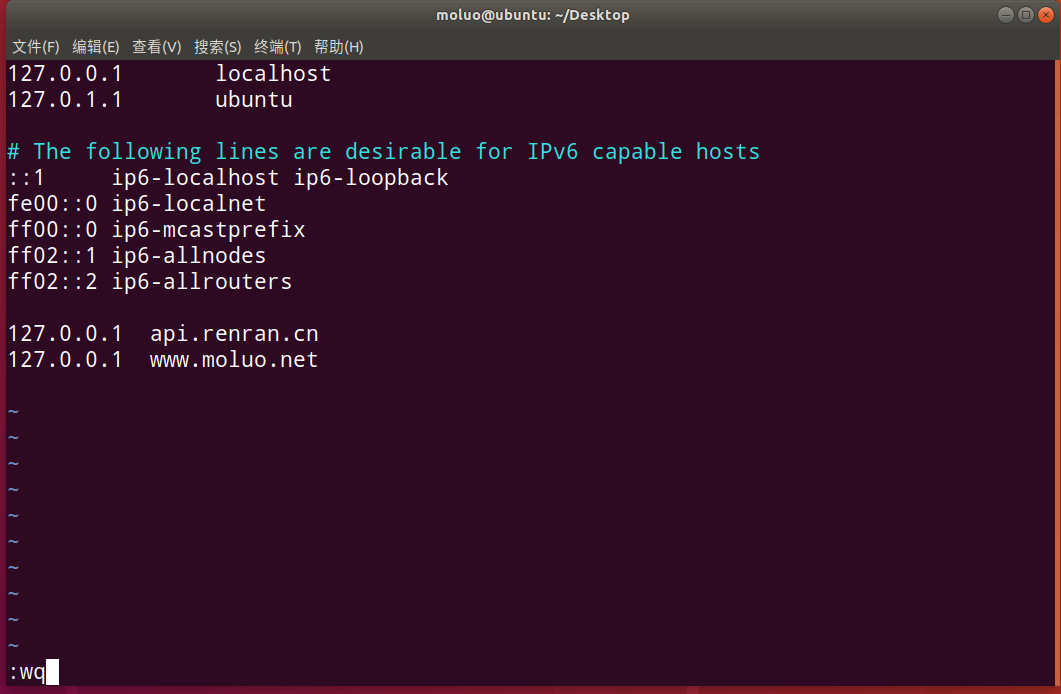 moluo@ubuntu: ~/Desktop
文件(F) 编辑(E) 查看(V) 搜索(S) 终端(T) 帮助(H)
127.0.0.1       localhost
127.0.1.1       ubuntu
# The following lines are desirable for IPv6 capable hosts
::1     ip6-localhost ip6-loopback
fe00::0 ip6-localnet
ff00::0 ip6-mcastprefix
ff02::1 ip6-allnodes
ff02::2 ip6-allrouters
127.0.0.1  api.renran.cn
127.0.0.1  www.moluo.net
~
~
~
~
~
~
~
~
~
~
:wq